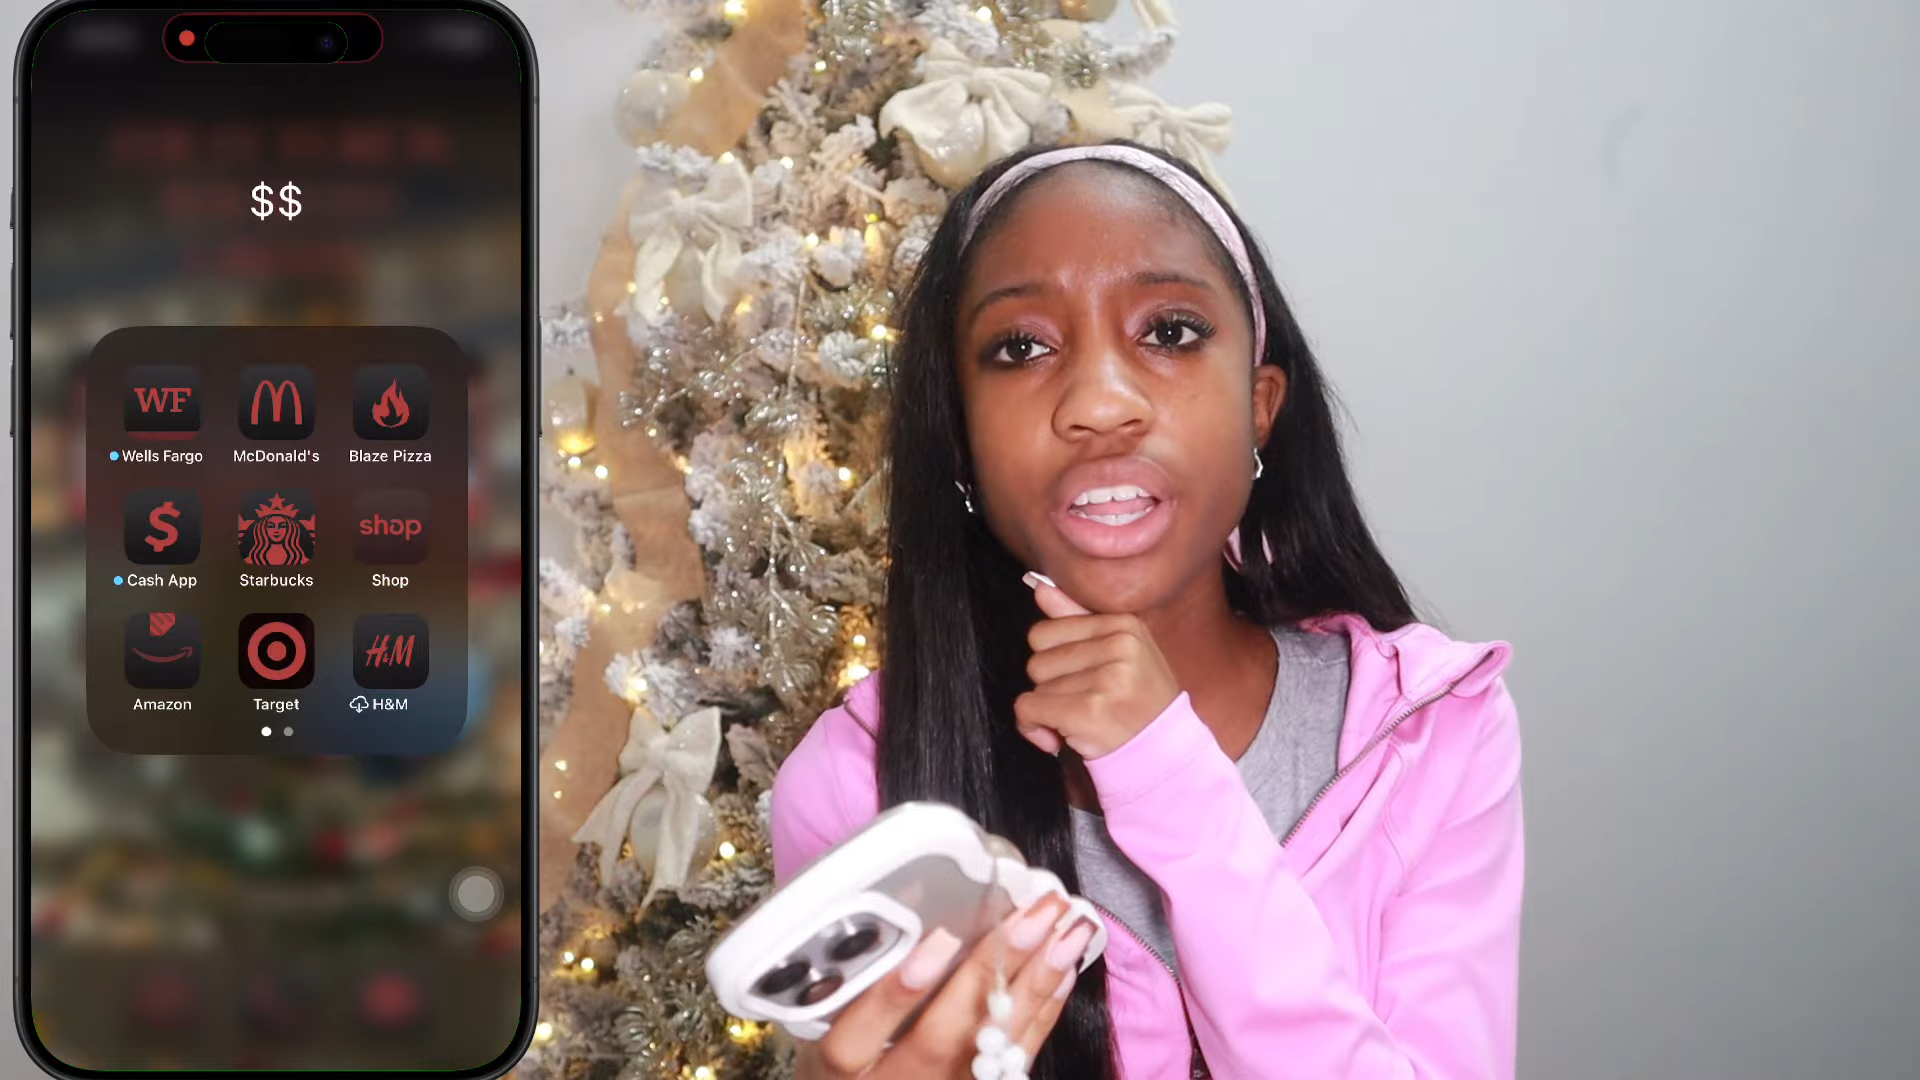 $$
WF
Wells Fargo
McDonald's
Blaze Pizza
$
shop
Cash App
Starbucks
Shop
H&M
Amazon
Target
H&M